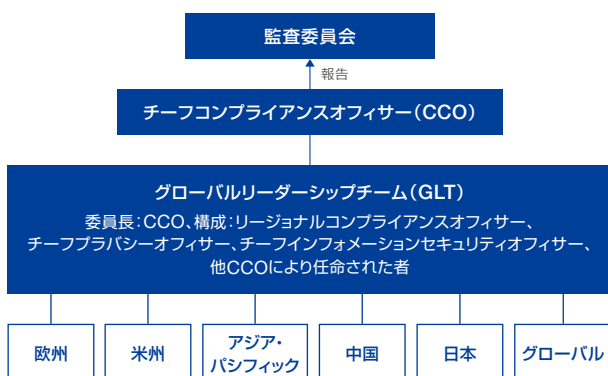 監査委員会
報告
チーフコンプライアンスオフィサー(CCO)
グローバルリーダーシップチーム(GLT)
委員長:CCO、構成:リージョナルコンプライアンスオフィサー、
チーフプラバシーオフィサー、チーフインフォメーションセキュリティオフィサー、
他CCOにより任命された者
欧州
米州
アジア・
パシフィック
中国
日本
グローバル